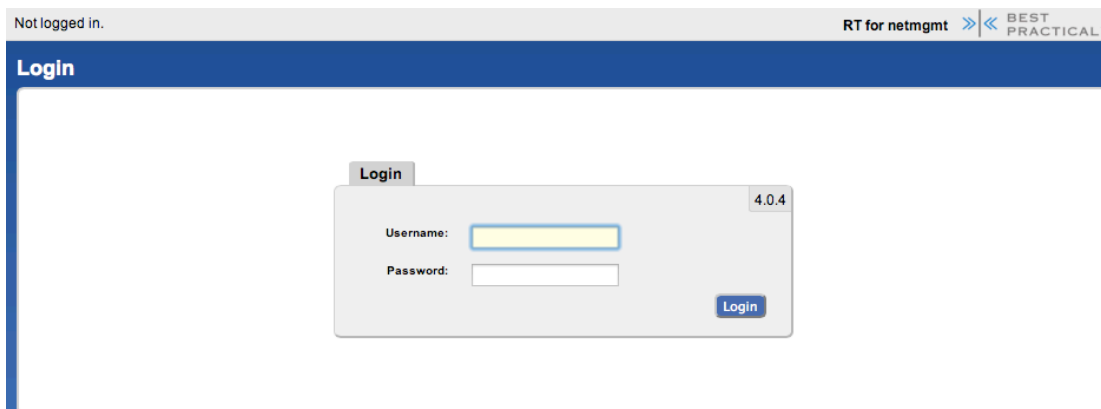 Not logged in.
RT for netmgmt
BEST
PRACTICAL
Login
Login
4.0.4
Username:
Password:
Login